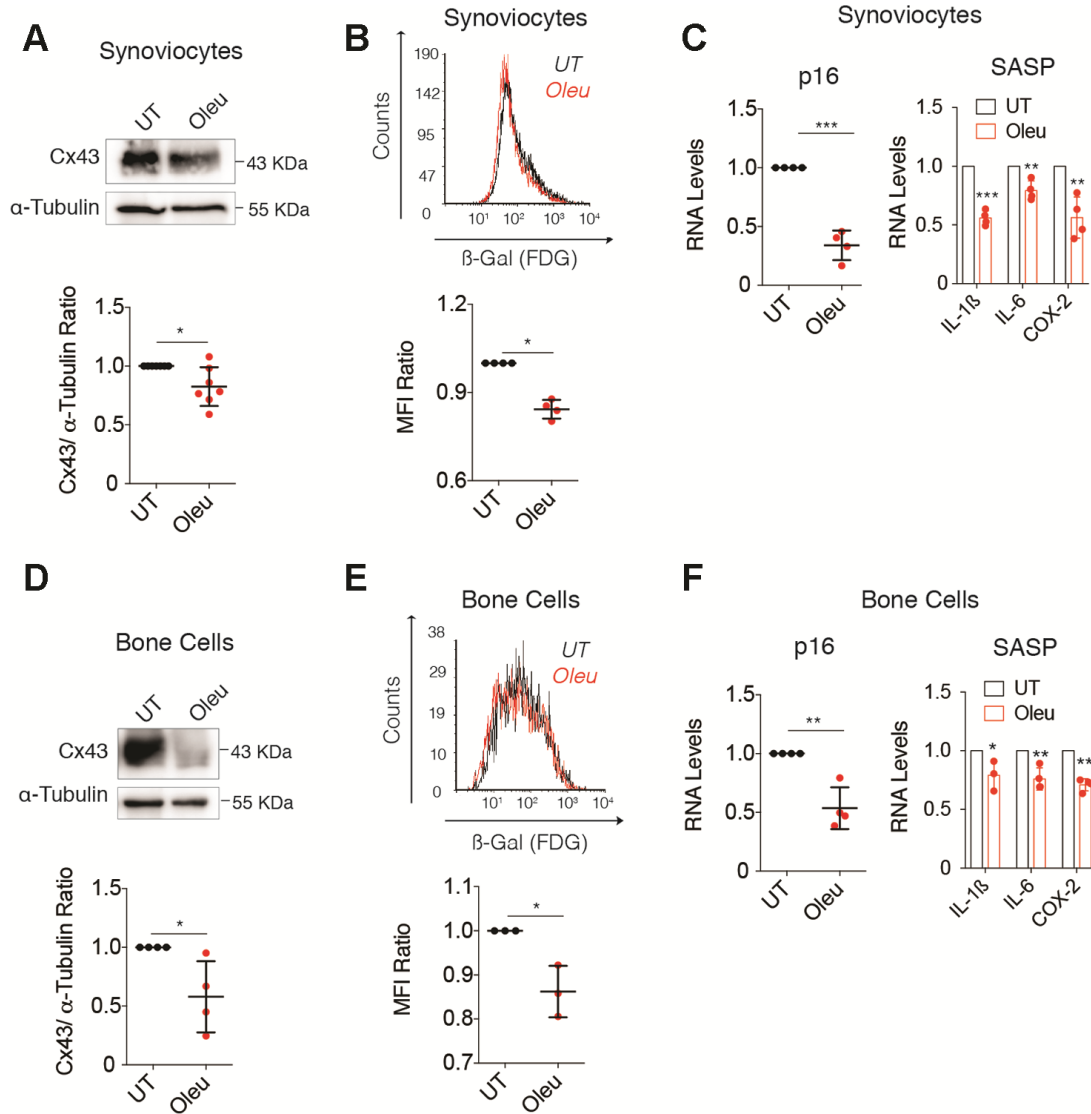 A
Synoviocytes
UT Oleu
Cx43
43 KDa
α-Tubulin
55 KDa
Cx43/ α-Tubulin Ratio
1.5
1.0
0.5
0
*
UT Oleu
B
Synoviocytes
UT
Oleu
Counts
190
142
95
47
0
10¹ 10² 10³ 10⁴
ß-Gal (FDG)
MFI Ratio
1.2
0.9
0.6
*
UT Oleu
C
Synoviocytes
p16
RNA Levels
1.5
1.0
0.5
0
***
UT Oleu
SASP
UT
Oleu
RNA Levels
1.5
1.0
0.5
0
*** ** **
IL-1ß IL-6 COX-2
D
Bone Cells
UT Oleu
Cx43
43 KDa
α-Tubulin
55 KDa
Cx43/ α-Tubulin Ratio
1.5
1.0
0.5
0
*
UT Oleu
E
Bone Cells
UT
Oleu
Counts
38
29
19
10
0
10¹ 10² 10³ 10⁴
ß-Gal (FDG)
MFI Ratio
1.1
1.0
0.9
0.8
0.7
*
UT Oleu
F
Bone Cells
p16
RNA Levels
1.5
1.0
0.5
0
**
UT Oleu
SASP
UT
Oleu
RNA Levels
1.5
1.0
0.5
0
* ** **
IL-1ß IL-6 COX-2